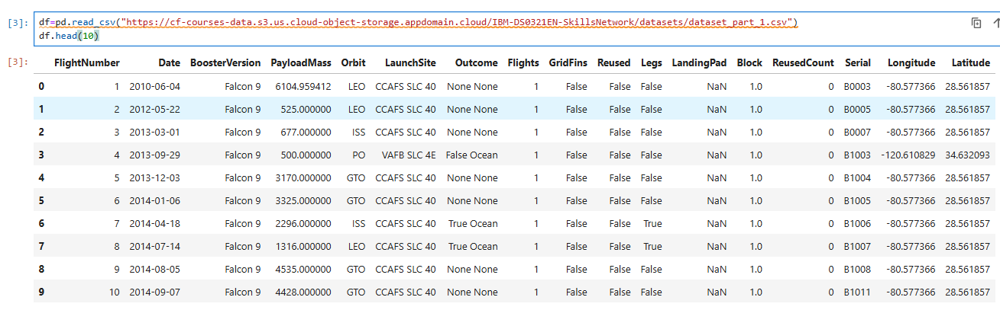 [3]: df=pd.read_csv("https://cf-courses-data.s3.us.cloud-object-storage.appdomain.cloud/IBM-DS0321EN-SkillsNetwork/datasets/dataset_part_1.csv")
df.head(10)
[3]: FlightNumber Date BoosterVersion PayloadMass Orbit LaunchSite Outcome Flights GridFins Reused Legs LandingPad Block ReusedCount Serial Longitude Latitude
0 1 2010-06-04 Falcon 9 6104.959412 LEO CCAFS SLC 40 None None 1 False False False NaN 1.0 0 B0003 -80.577366 28.561857
1 2 2012-05-22 Falcon 9 525.000000 LEO CCAFS SLC 40 None None 1 False False False NaN 1.0 0 B0005 -80.577366 28.561857
2 3 2013-03-01 Falcon 9 677.000000 ISS CCAFS SLC 40 None None 1 False False False NaN 1.0 0 B0007 -80.577366 28.561857
3 4 2013-09-29 Falcon 9 500.000000 PO VAFB SLC 4E False Ocean 1 False False False NaN 1.0 0 B1003 -120.610829 34.632093
4 5 2013-12-03 Falcon 9 3170.000000 GTO CCAFS SLC 40 None None 1 False False False NaN 1.0 0 B1004 -80.577366 28.561857
5 6 2014-01-06 Falcon 9 3325.000000 GTO CCAFS SLC 40 None None 1 False False False NaN 1.0 0 B1005 -80.577366 28.561857
6 7 2014-04-18 Falcon 9 2296.000000 ISS CCAFS SLC 40 True Ocean 1 False False True NaN 1.0 0 B1006 -80.577366 28.561857
7 8 2014-07-14 Falcon 9 1316.000000 LEO CCAFS SLC 40 True Ocean 1 False False True NaN 1.0 0 B1007 -80.577366 28.561857
8 9 2014-08-05 Falcon 9 4535.000000 GTO CCAFS SLC 40 None None 1 False False False NaN 1.0 0 B1008 -80.577366 28.561857
9 10 2014-09-07 Falcon 9 4428.000000 GTO CCAFS SLC 40 None None 1 False False False NaN 1.0 0 B1011 -80.577366 28.561857